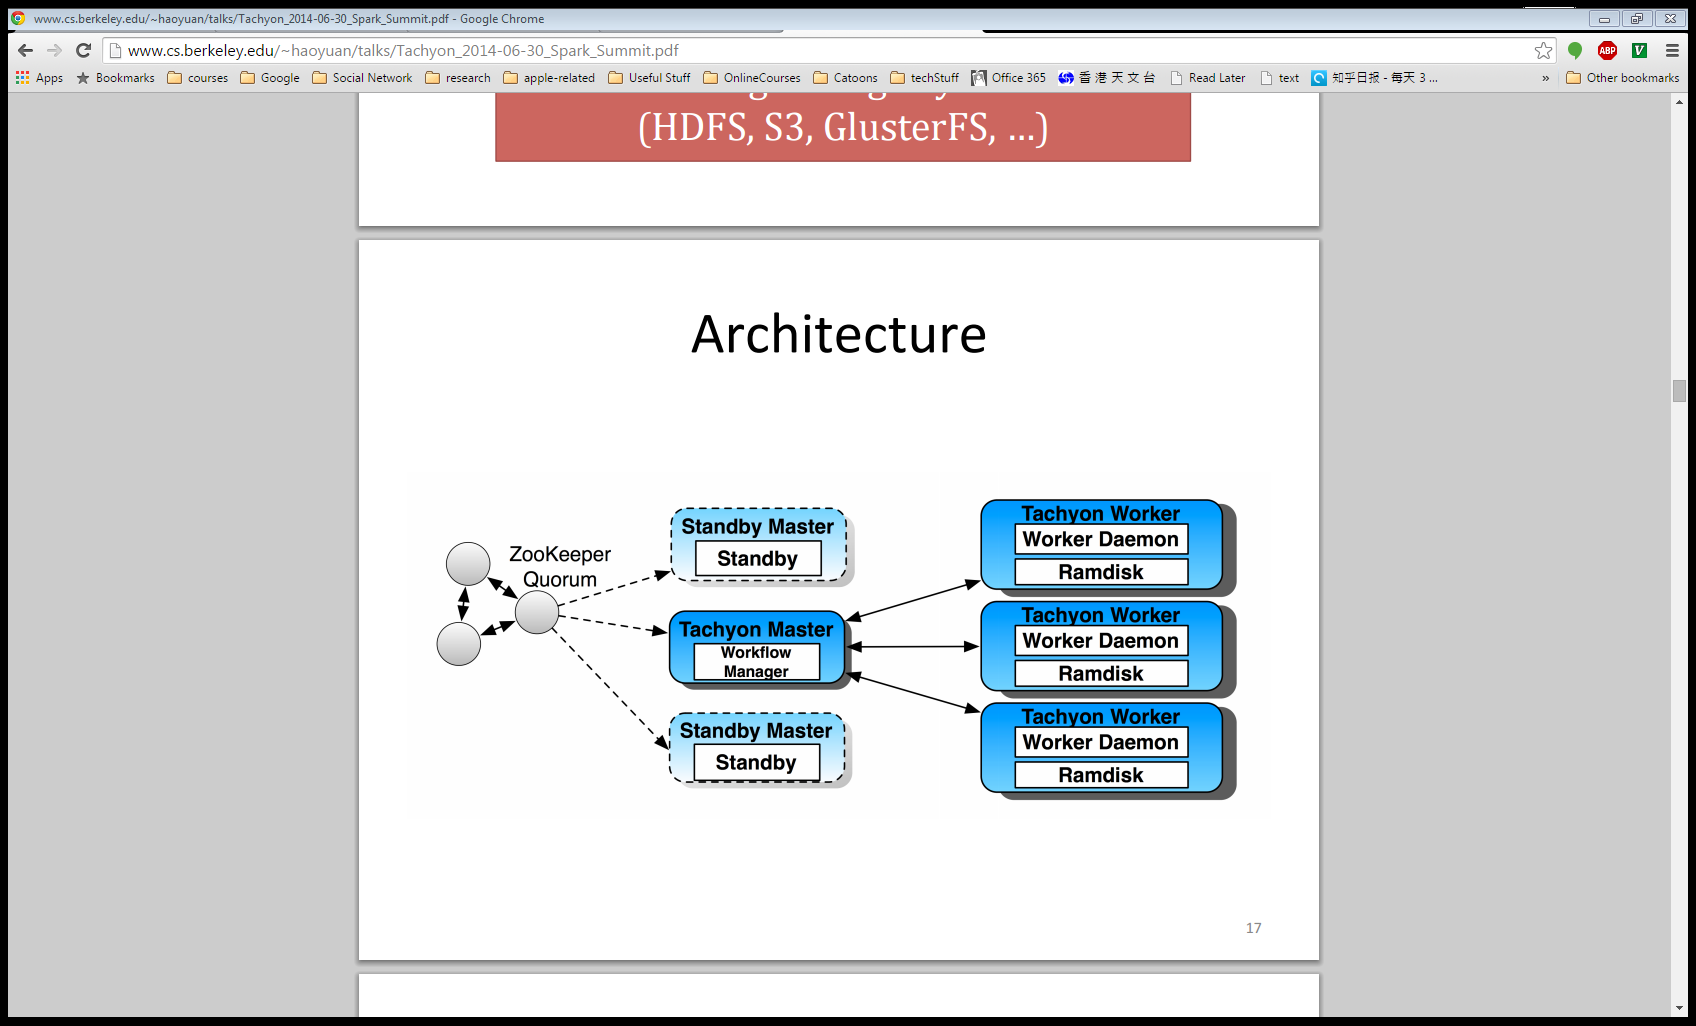 www.cs.berkeley.edu/~haoyuan/talks/Tachyon_2014-06-30_Spark_Summit.pdf - Google Chrome
www.cs.berkeley.edu/~haoyuan/talks/Tachyon_2014-06-30_Spark_Summit.pdf
ABP
V
Apps Bookmarks courses Google Social Network research apple-related Useful Stuff OnlineCourses Catoons techStuff Office 365 香 港 天 文 台 Read Later text 知乎日报 - 每天 3 ... » Other bookmarks
(HDFS, S3, GlusterFS, …)
Architecture
ZooKeeper
Quorum
Standby Master
Standby
Tachyon Master
Workflow
Manager
Standby Master
Standby
Tachyon Worker
Worker Daemon
Ramdisk
Tachyon Worker
Worker Daemon
Ramdisk
Tachyon Worker
Worker Daemon
Ramdisk
17